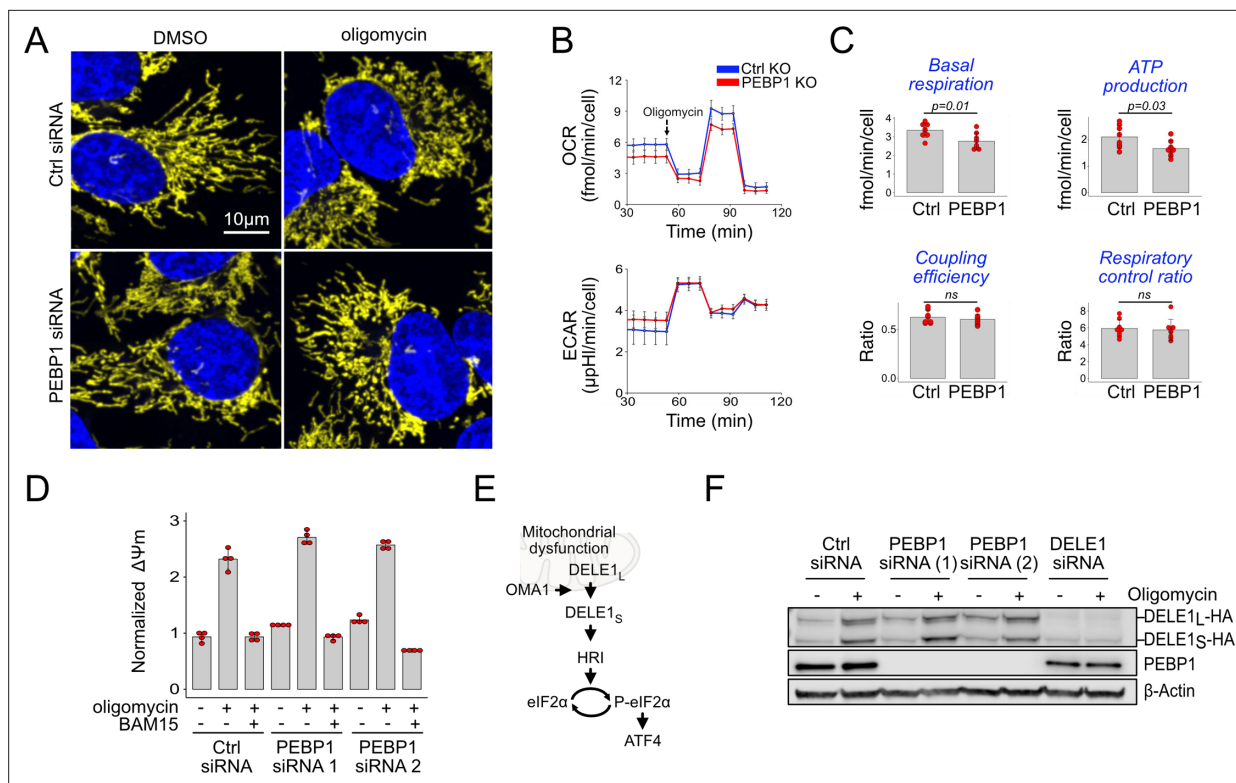 A
DMSO
oligomycin
Ctrl siRNA
PEBP1 siRNA
10µm
B
Ctrl KO
PEBP1 KO
Oligomycin
OCR
(fmol/min/cell)
12
9
6
3
0
30
60
90
120
Time (min)
ECAR
(µpHI/min/cell)
6
4
2
0
30
60
90
120
Time (min)
C
Basal
respiration
p=0.01
fmol/min/cell
4
3
2
1
0
Ctrl PEBP1
ATP
production
p=0.03
fmol/min/cell
3
2
1
0
Ctrl PEBP1
Coupling
efficiency
ns
Ratio
0.5
0.0
Ctrl PEBP1
Respiratory
control ratio
ns
Ratio
8
6
4
2
0
Ctrl PEBP1
D
Normalized ΔΨm
3
2
1
0
oligomycin - + + - + + - + +
BAM15 - - + - - + - - +
Ctrl
siRNA
PEBP1
siRNA 1
PEBP1
siRNA 2
E
Mitochondrial
dysfunction
DELE1L
OMA1
DELE1S
HRI
eIF2α
P-eIF2α
ATF4
F
Ctrl
siRNA
PEBP1
siRNA (1)
PEBP1
siRNA (2)
DELE1
siRNA
- + - + - + - + Oligomycin
DELE1L-HA
DELE1S-HA
PEBP1
β-Actin